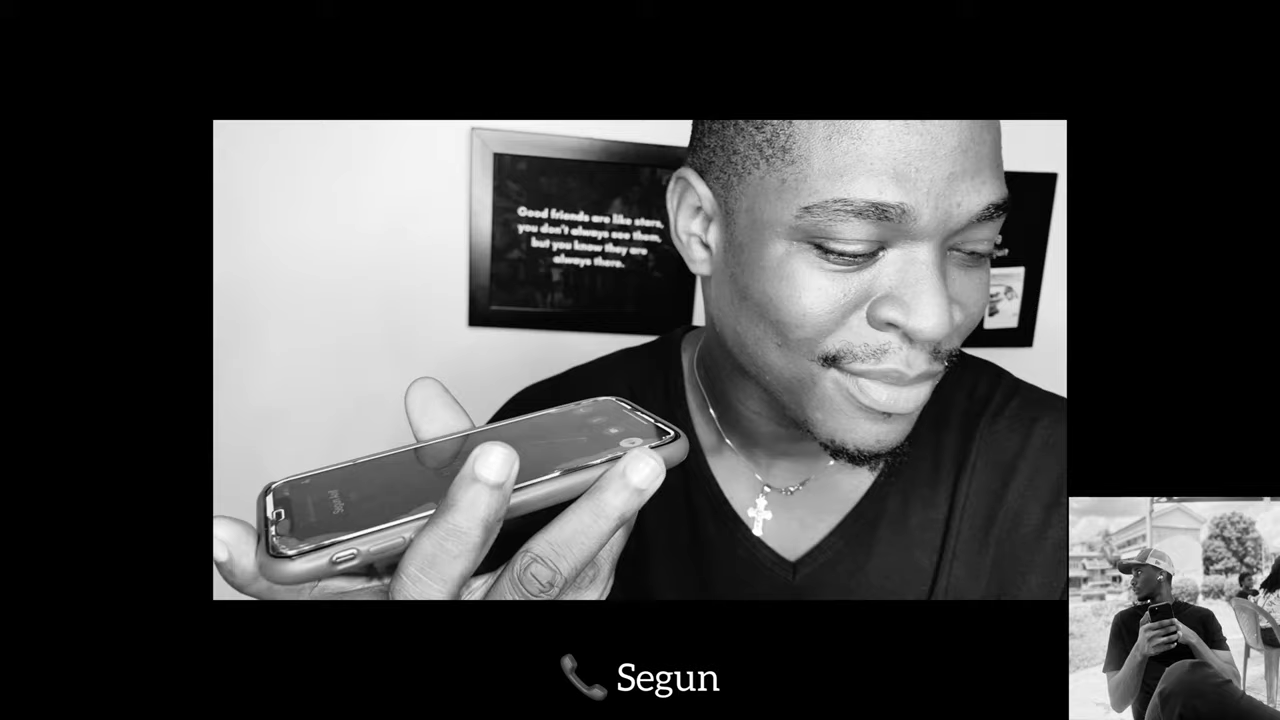 Good friends are like stars,
you don't always see them,
but you know they are
always there.
Segun